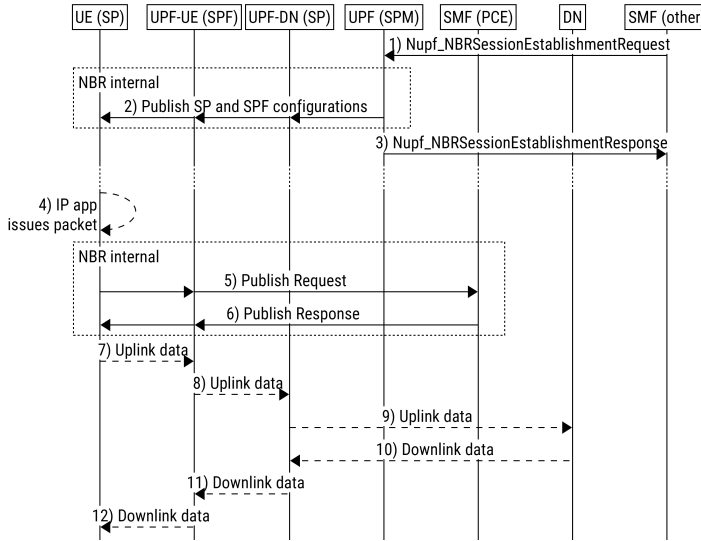 UE (SP)
UPF-UE (SPF)
UPF-DN (SP)
UPF (SPM)
SMF (PCE)
DN
SMF (other
1) Nupf_NBRSessionEstablishmentRequest
NBR internal
2) Publish SP and SPF configurations
3) Nupf_NBRSessionEstablishmentResponse
4) IP app
issues packet
NBR internal
5) Publish Request
6) Publish Response
7) Uplink data
8) Uplink data
9) Uplink data
10) Downlink data
11) Downlink data
12) Downlink data